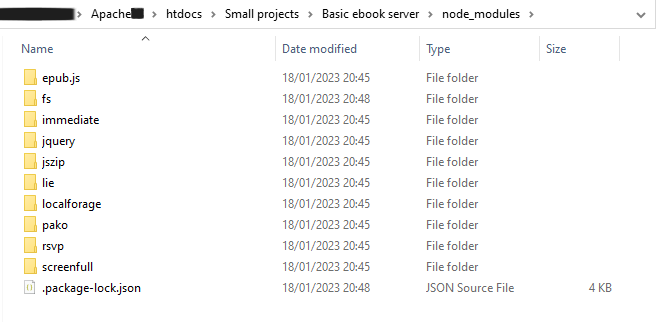 Apache > htdocs > Small projects > Basic ebook server > node_modules >
Name Date modified Type Size
epub.js 18/01/2023 20:45 File folder
fs 18/01/2023 20:48 File folder
immediate 18/01/2023 20:45 File folder
jquery 18/01/2023 20:45 File folder
jszip 18/01/2023 20:45 File folder
lie 18/01/2023 20:45 File folder
localforage 18/01/2023 20:45 File folder
pako 18/01/2023 20:45 File folder
rsvp 18/01/2023 20:45 File folder
screenfull 18/01/2023 20:45 File folder
.package-lock.json 18/01/2023 20:48 JSON Source File 4 KB